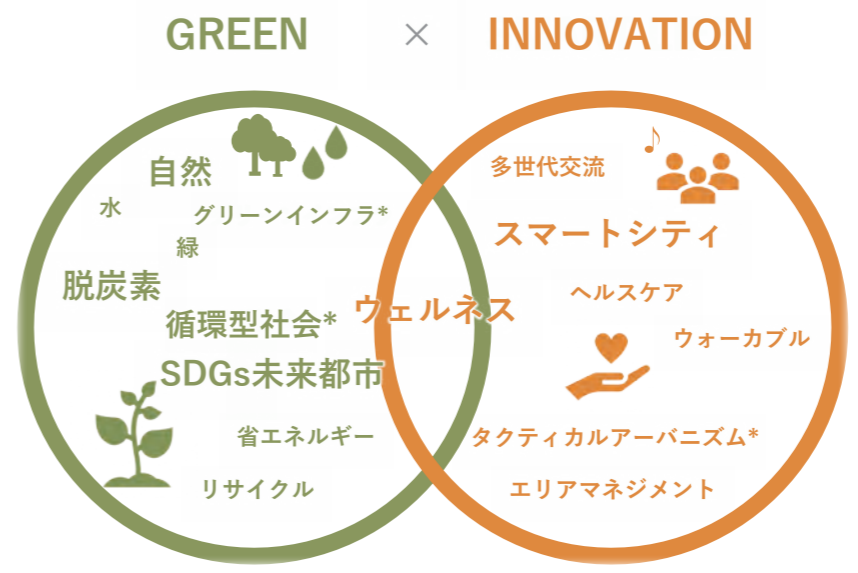 GREEN × INNOVATION
自然
水
グリーンインフラ*
緑
脱炭素
循環型社会*
SDGs未来都市
省エネルギー
リサイクル
ウェルネス
多世代交流
スマートシティ
ヘルスケア
ウォーカブル
タクティカルアーバニズム*
エリアマネジメント